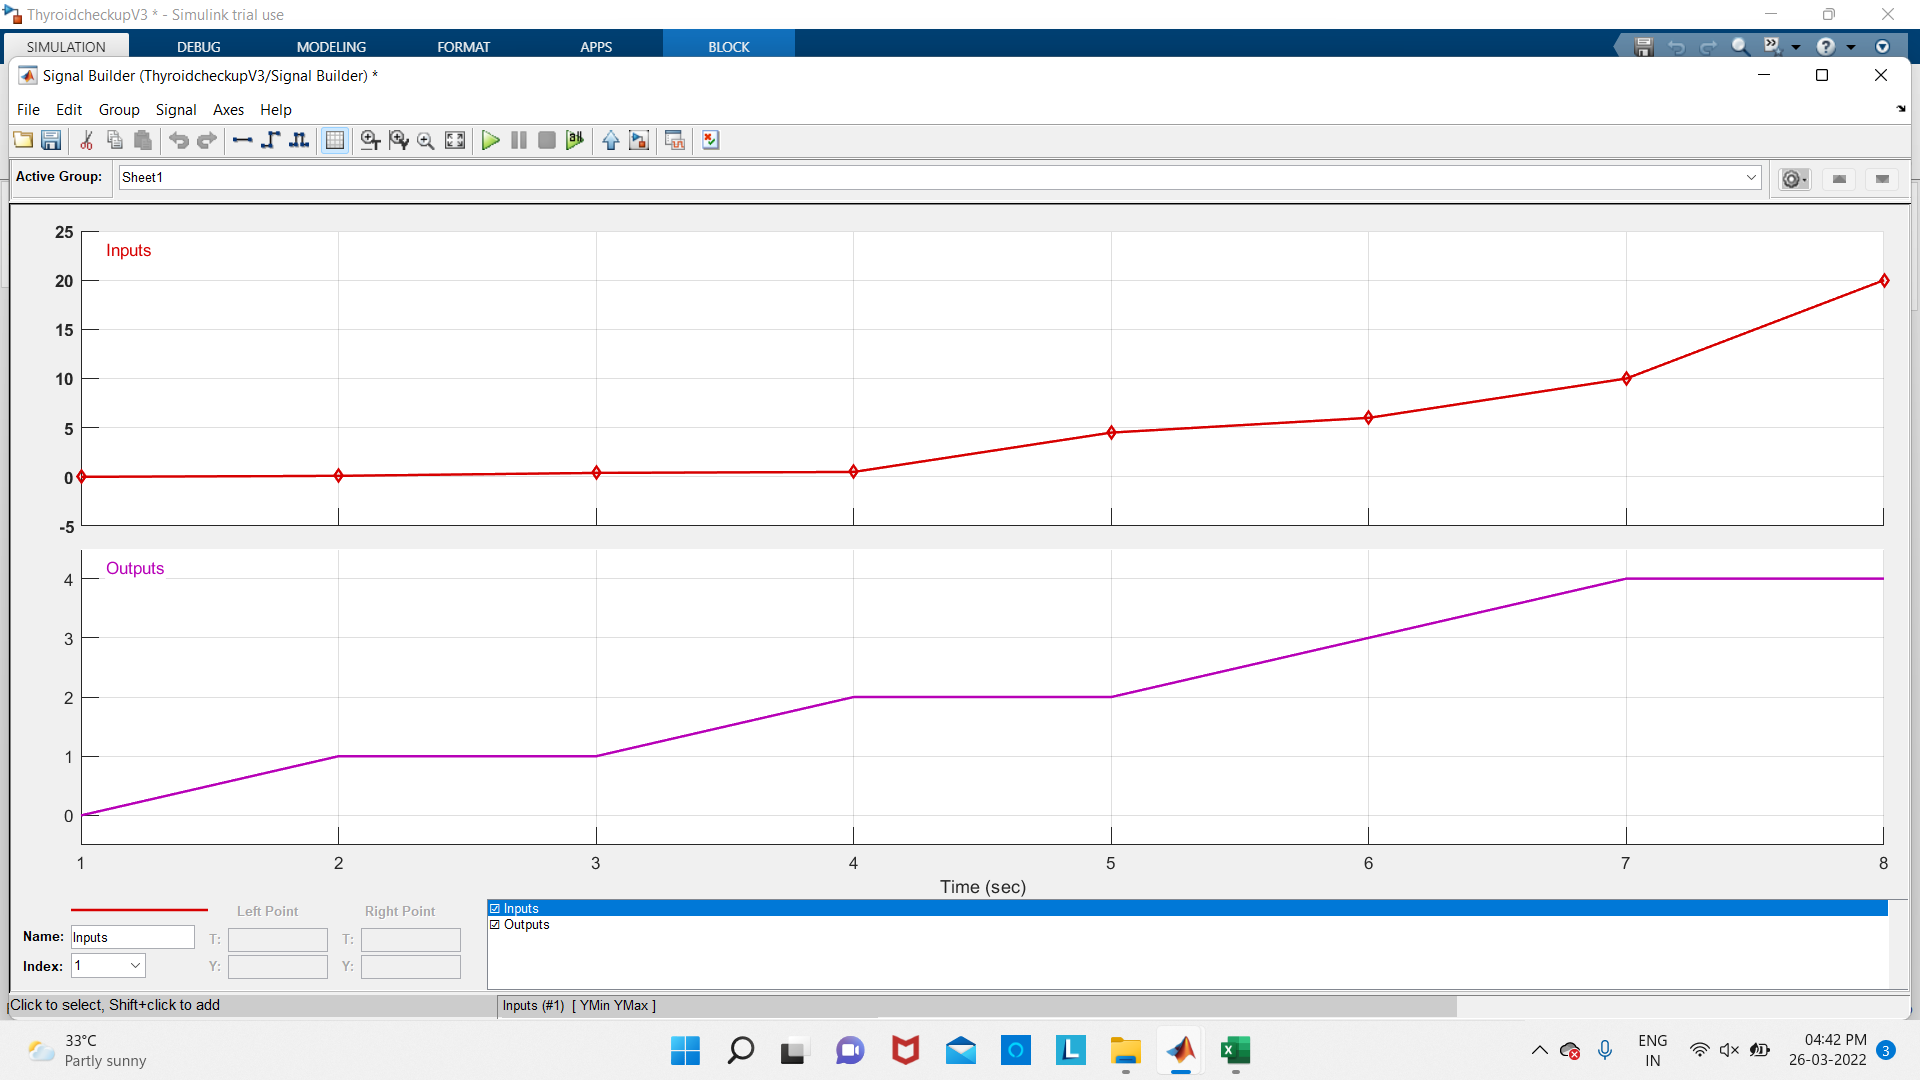 ThyroidcheckupV3 * - Simulink trial use
SIMULATION DEBUG MODELING FORMAT APPS BLOCK
Signal Builder (ThyroidcheckupV3/Signal Builder) *
File Edit Group Signal Axes Help
Active Group: Sheet1
25
Inputs
20
15
10
5
0
-5
Outputs
4
3
2
1
0
1 2 3 4 5 6 7 8
Time (sec)
Left Point Right Point
Name: Inputs T: T:
Index: 1 Y: Y:
Inputs
Outputs
Click to select, Shift+click to add
Inputs (#1) [ YMin YMax ]
33°C
Partly sunny
ENG
IN
04:42 PM
26-03-2022
3